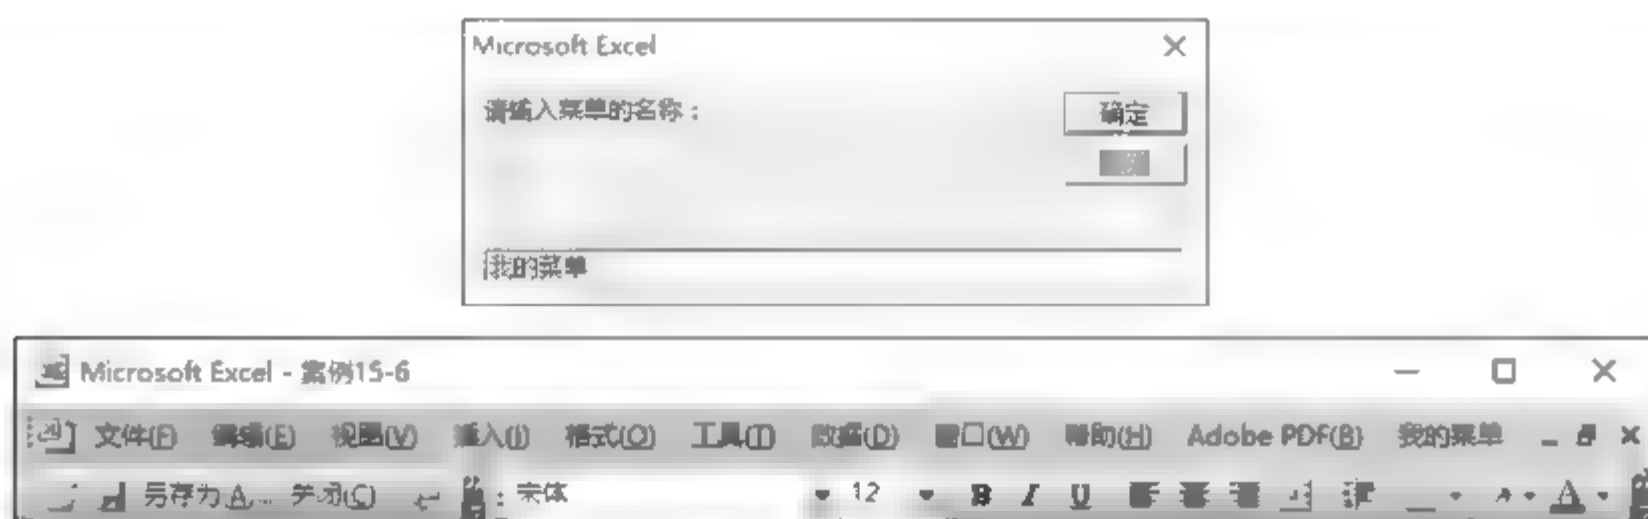 Microsoft Excel
请输入菜单的名称：
确定
我的菜单
Microsoft Excel - 案例15-6
文件(F) 编辑(E) 视图(V) 插入(I) 格式(O) 工具(T) 数据(D) 窗口(W) 帮助(H) Adobe PDF(B) 我的菜单
另存为A... 关闭(C) 宋体 12 B I U A